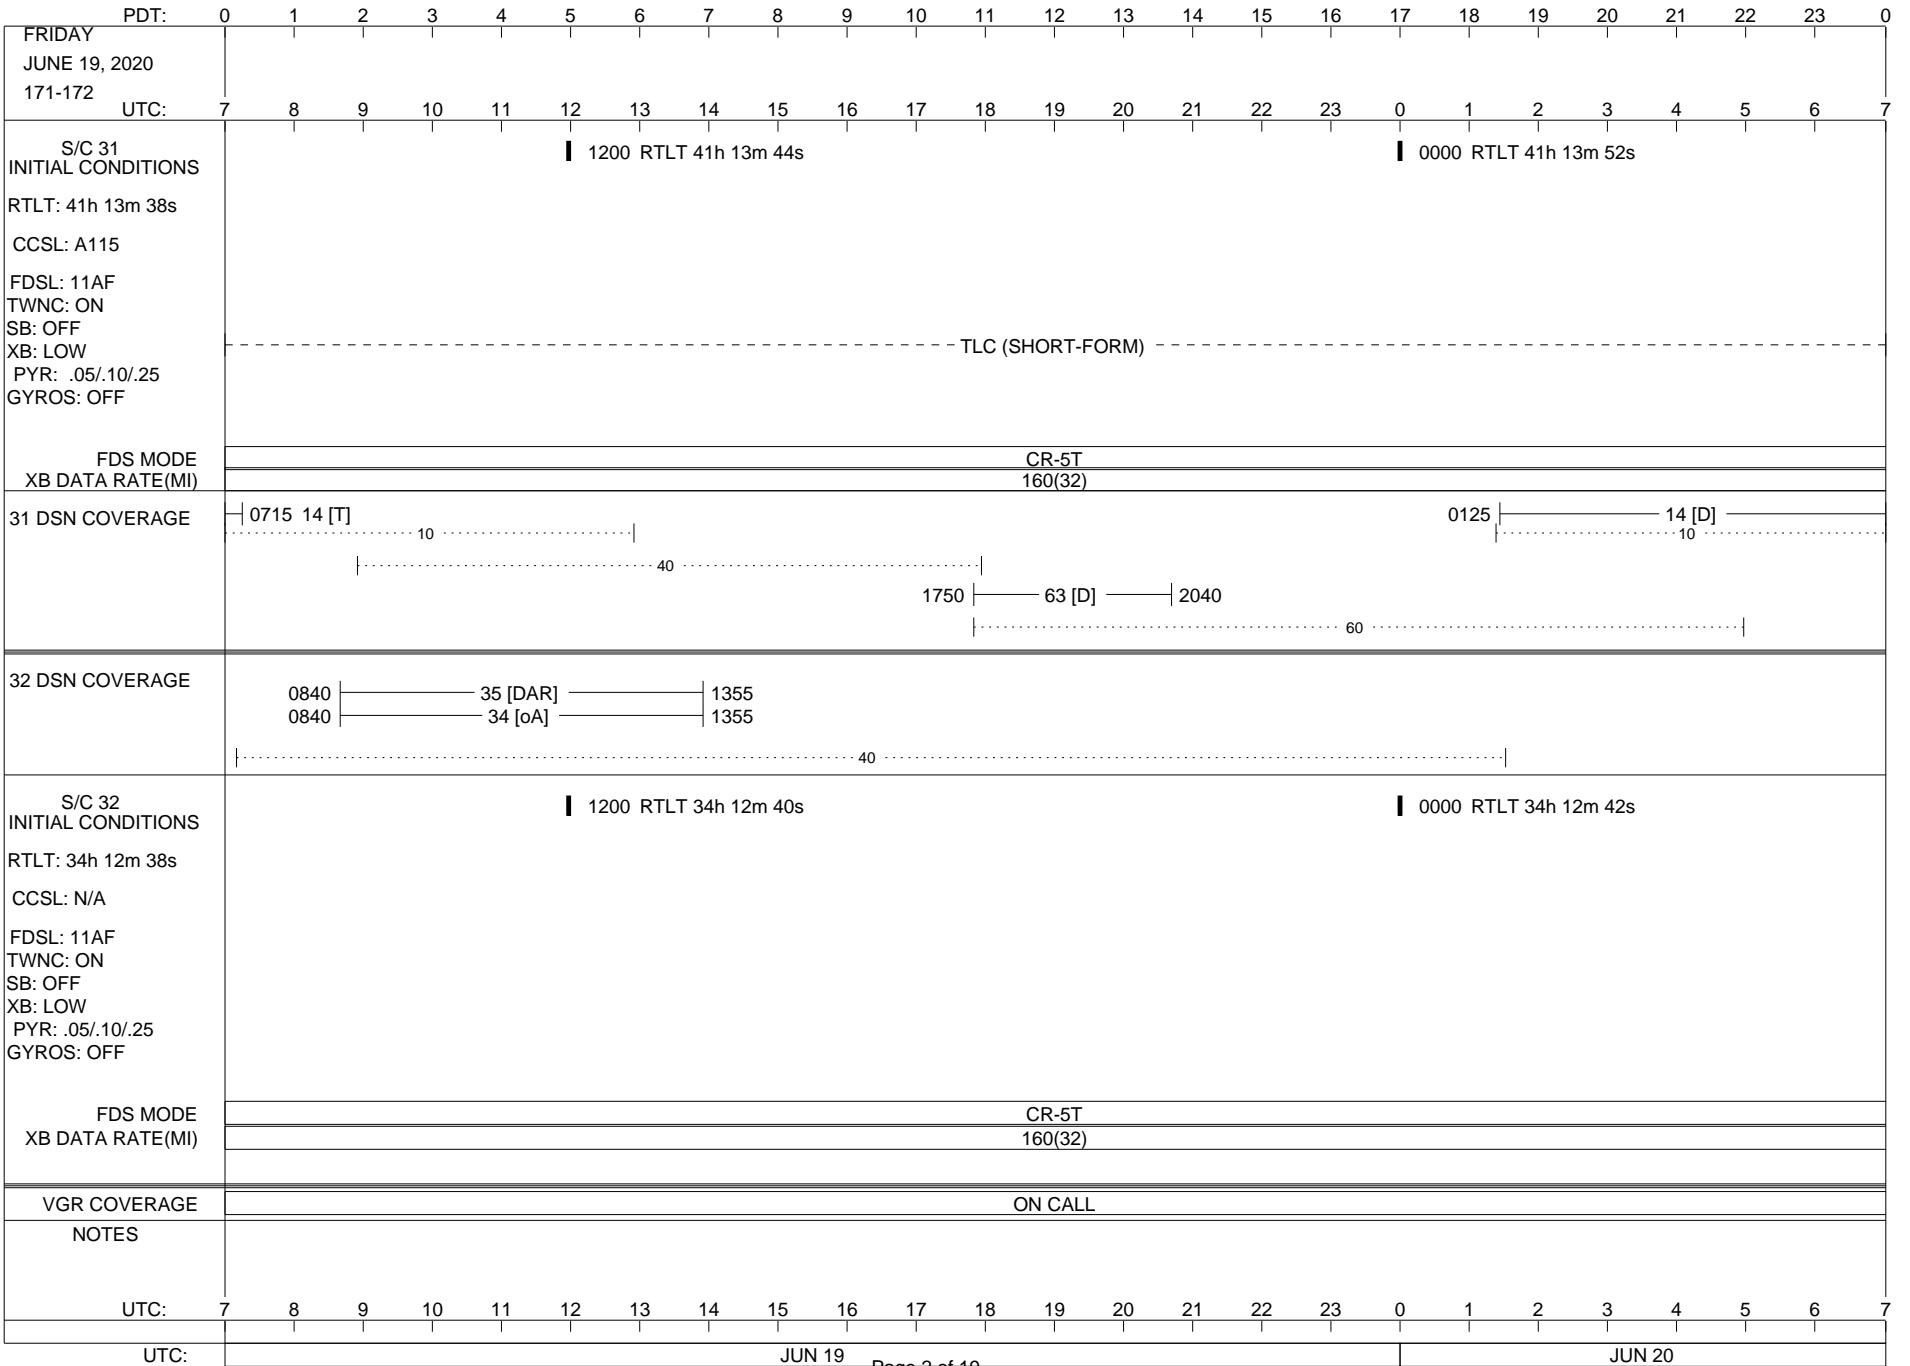 PDT: 0 1 2 3 4 5 6 7 8 9 10 11 12 13 14 15 16 17 18 19 20 21 22 23 0
FRIDAY
JUNE 19, 2020
171-172
UTC: 7 8 9 10 11 12 13 14 15 16 17 18 19 20 21 22 23 0 1 2 3 4 5 6 7
S/C 31
INITIAL CONDITIONS
1200 RTLT 41h 13m 44s
0000 RTLT 41h 13m 52s
RTLT: 41h 13m 38s
CCSL: A115
FDSL: 11AF
TWNC: ON
SB: OFF
XB: LOW
TLC (SHORT-FORM)
PYR: .05/.10/.25
GYROS: OFF
FDS MODE CR-5T
XB DATA RATE(MI) 160(32)
31 DSN COVERAGE
0715 14 [T]
0125 14 [D]
10 10
40
1750 63 [D] 2040
60
32 DSN COVERAGE
0840 35 [DAR] 1355
0840 34 [oA] 1355
40
S/C 32
INITIAL CONDITIONS
1200 RTLT 34h 12m 40s
0000 RTLT 34h 12m 42s
RTLT: 34h 12m 38s
CCSL: N/A
FDSL: 11AF
TWNC: ON
SB: OFF
XB: LOW
PYR: .05/.10/.25
GYROS: OFF
FDS MODE CR-5T
XB DATA RATE(MI) 160(32)
VGR COVERAGE ON CALL
NOTES
UTC: 7 8 9 10 11 12 13 14 15 16 17 18 19 20 21 22 23 0 1 2 3 4 5 6 7
UTC: JUN 19 JUN 20